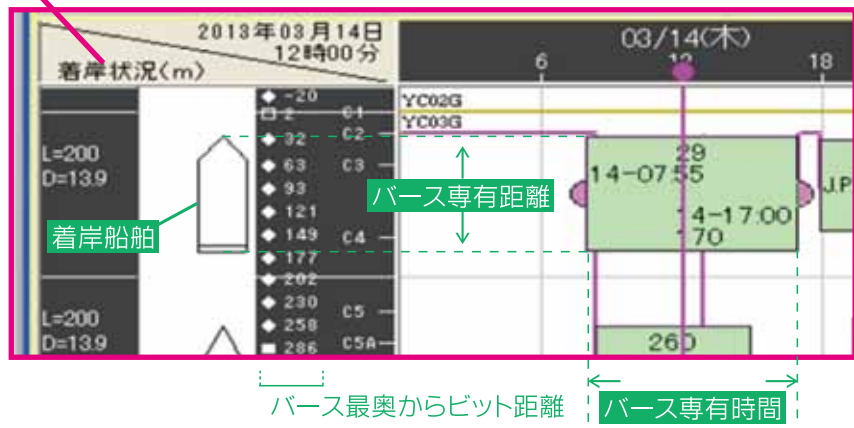 2013年03月14日
12時00分
着岸状況(m)
03/14(木)
6
12
18
-20
2
C1
32
C2
63
C3
93
121
149
C4
177
202
230
C5
258
286
C5A
L=200
D=13.9
着岸船舶
L=200
D=13.9
YC02G
YC03G
バース専有距離
29
14-07:55
14-17:00
170
J.P
260
バース最奥からビット距離
バース専有時間